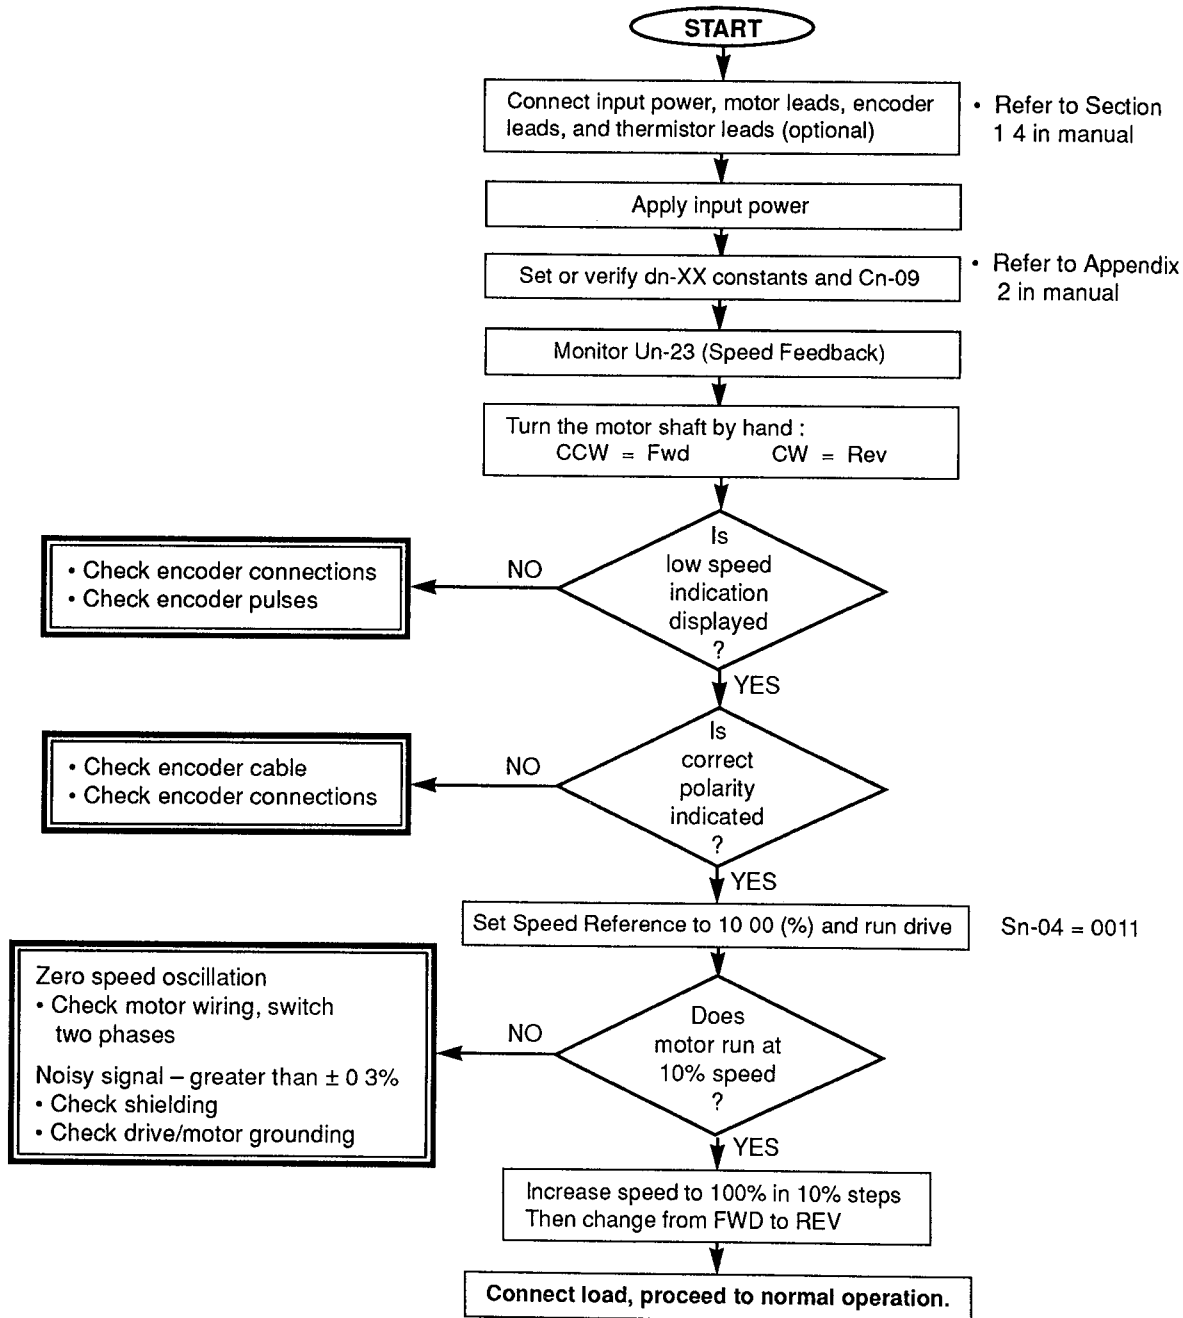 START
Connect input power, motor leads, encoder
leads, and thermistor leads (optional)
• Refer to Section
1 4 in manual
Apply input power
Set or verify dn-XX constants and Cn-09
• Refer to Appendix
2 in manual
Monitor Un-23 (Speed Feedback)
Turn the motor shaft by hand :
CCW = Fwd CW = Rev
Is
low speed
indication
displayed
?
NO
• Check encoder connections
• Check encoder pulses
YES
Is
correct
polarity
indicated
?
NO
• Check encoder cable
• Check encoder connections
YES
Set Speed Reference to 10 00 (%) and run drive
Sn-04 = 0011
Does
motor run at
10% speed
?
NO
Zero speed oscillation
• Check motor wiring, switch
two phases
Noisy signal – greater than ± 0 3%
• Check shielding
• Check drive/motor grounding
YES
Increase speed to 100% in 10% steps
Then change from FWD to REV
Connect load, proceed to normal operation.